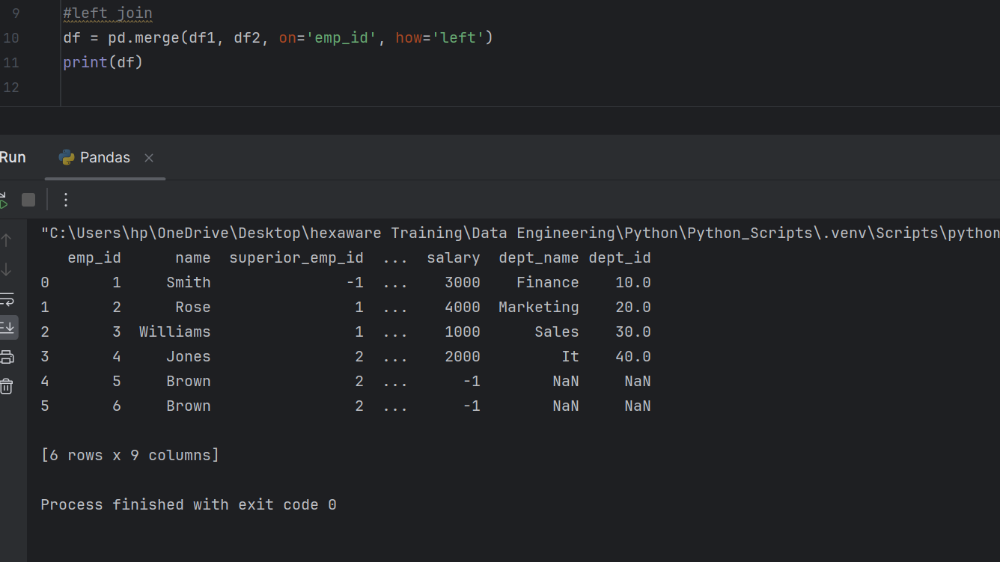 9 #left join
10 df = pd.merge(df1, df2, on='emp_id', how='left')
11 print(df)
12
Run Pandas
"C:\Users\hp\OneDrive\Desktop\hexaware Training\Data Engineering\Python\Python_Scripts\.venv\Scripts\python
emp_id name superior_emp_id ... salary dept_name dept_id
0 1 Smith -1 ... 3000 Finance 10.0
1 2 Rose 1 ... 4000 Marketing 20.0
2 3 Williams 1 ... 1000 Sales 30.0
3 4 Jones 2 ... 2000 It 40.0
4 5 Brown 2 ... -1 NaN NaN
5 6 Brown 2 ... -1 NaN NaN
[6 rows x 9 columns]
Process finished with exit code 0